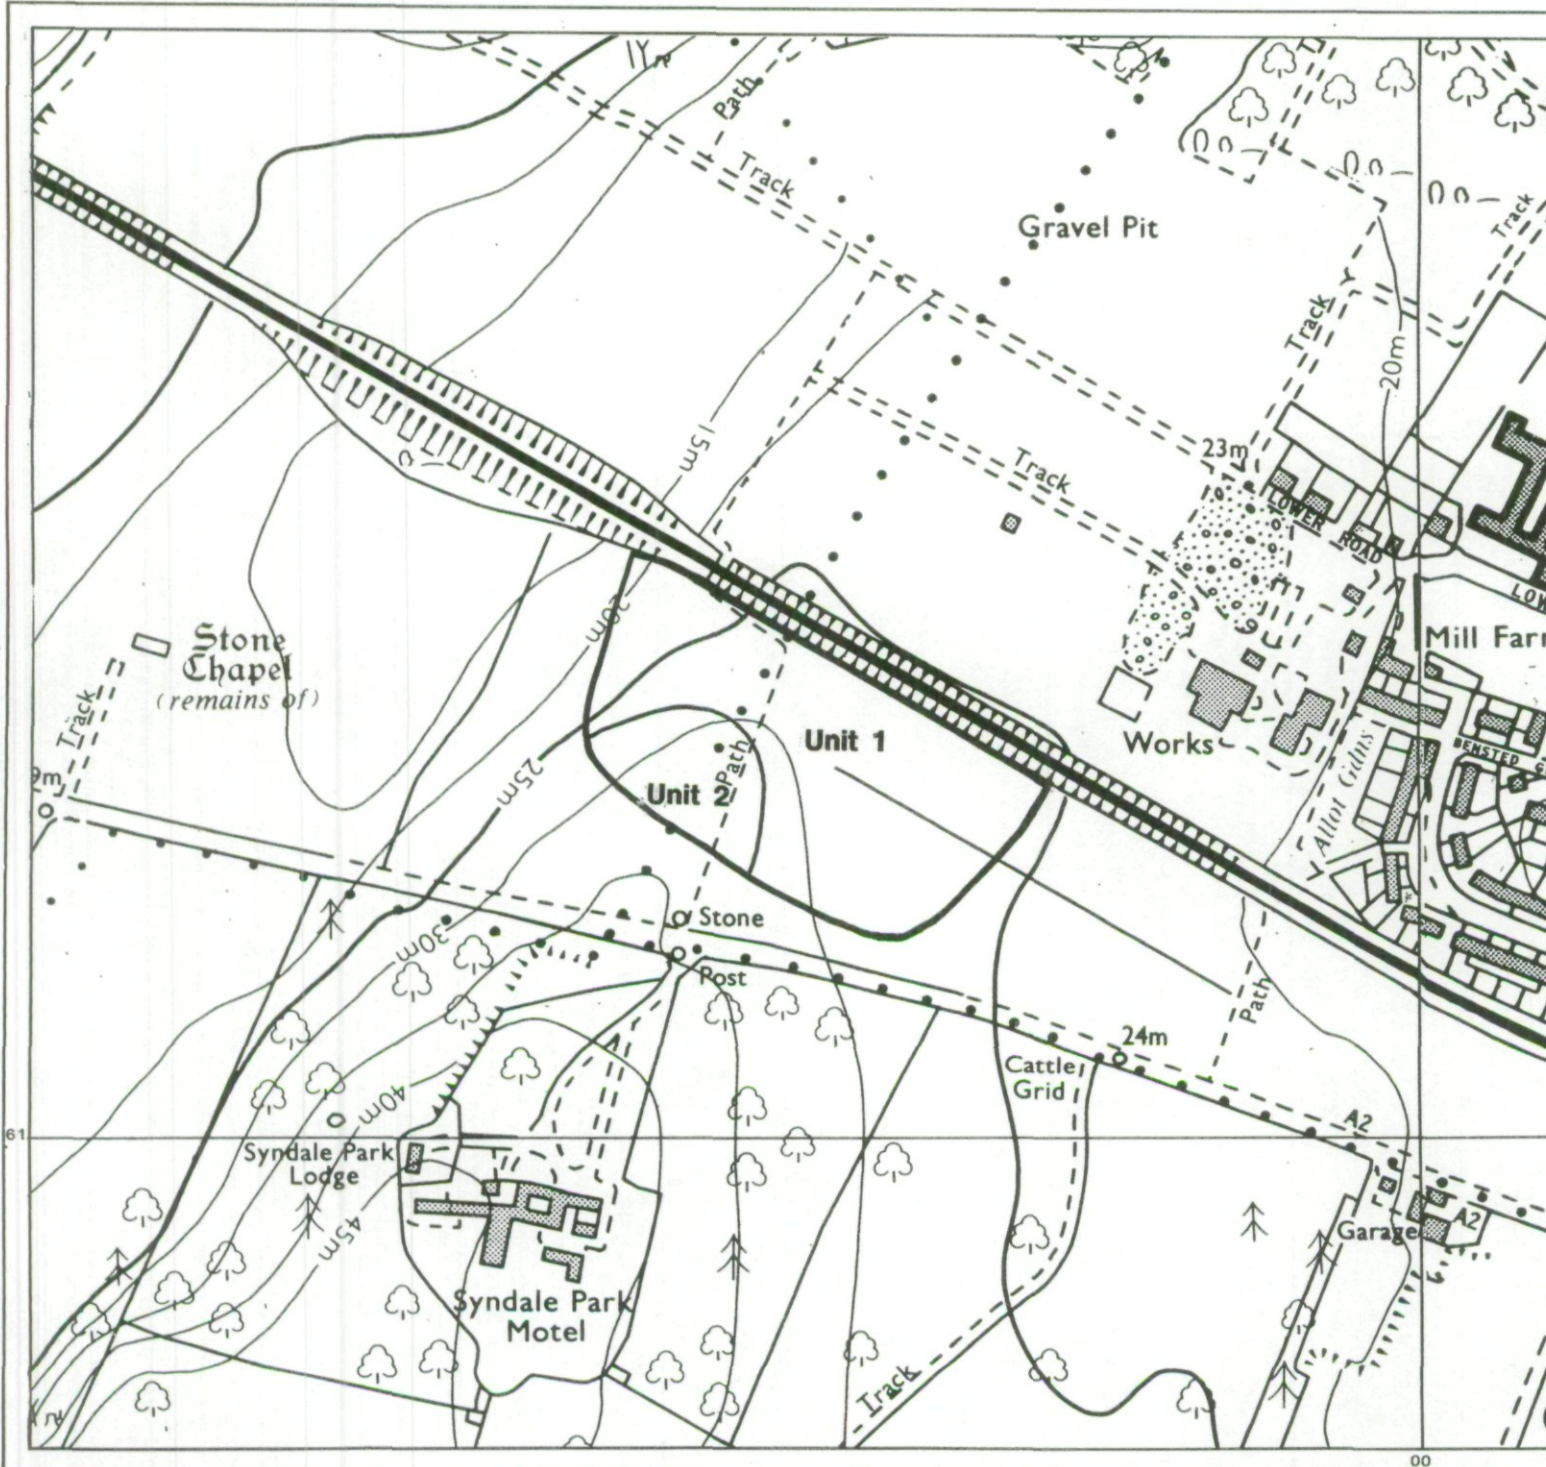 Path
Track
Gravel Pit
Track
Track
20m
15m
23m
Track
LOWER
ROAD
20m
Stone
Chapel
(remains of)
Track
Mill Farm
Works
Unit 1
Path
Unit 2
25m
Allot Gdns
9m
Stone
30m
Post
Path
24m
Cattle
Grid
A2
40m
61
Syndale Park
Lodge
45m
A2
Garage
Syndale Park
Motel
Track
00